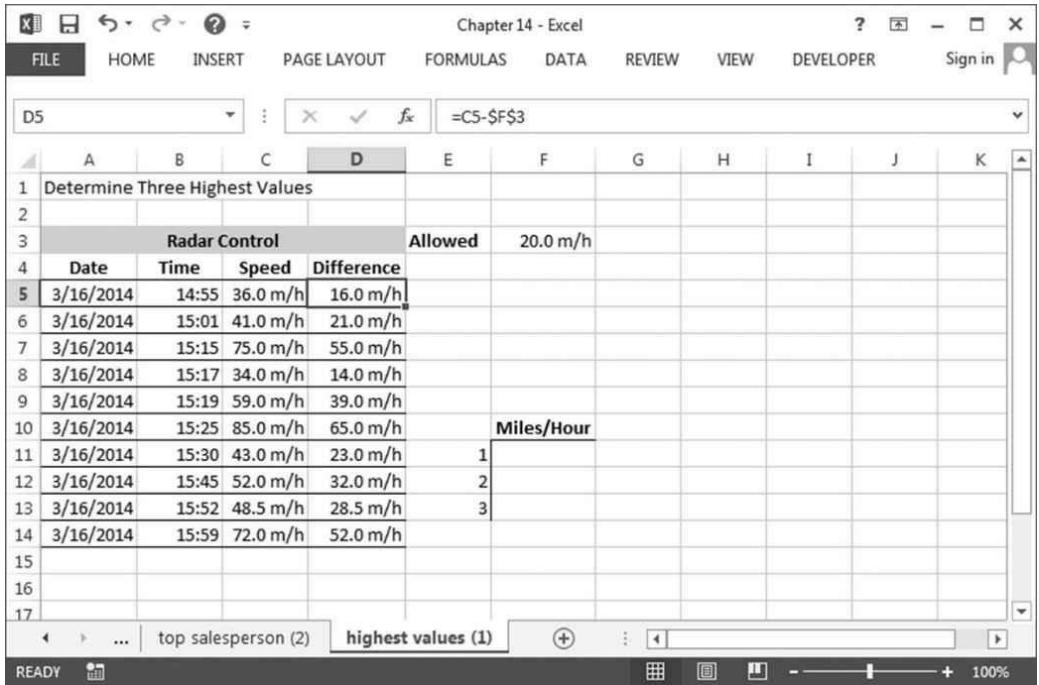 Chapter 14 - Excel
FILE HOME INSERT PAGE LAYOUT FORMULAS DATA REVIEW VIEW DEVELOPER Sign in
D5 fx =C5-$F$3
A B C D E F G H I J K
1 Determine Three Highest Values
2
3 Radar Control Allowed 20.0 m/h
4 Date Time Speed Difference
5 3/16/2014 14:55 36.0 m/h 16.0 m/h
6 3/16/2014 15:01 41.0 m/h 21.0 m/h
7 3/16/2014 15:15 75.0 m/h 55.0 m/h
8 3/16/2014 15:17 34.0 m/h 14.0 m/h
9 3/16/2014 15:19 59.0 m/h 39.0 m/h
10 3/16/2014 15:25 85.0 m/h 65.0 m/h Miles/Hour
11 3/16/2014 15:30 43.0 m/h 23.0 m/h 1
12 3/16/2014 15:45 52.0 m/h 32.0 m/h 2
13 3/16/2014 15:52 48.5 m/h 28.5 m/h 3
14 3/16/2014 15:59 72.0 m/h 52.0 m/h
15
16
17
... top salesperson (2) highest values (1)
READY 100%